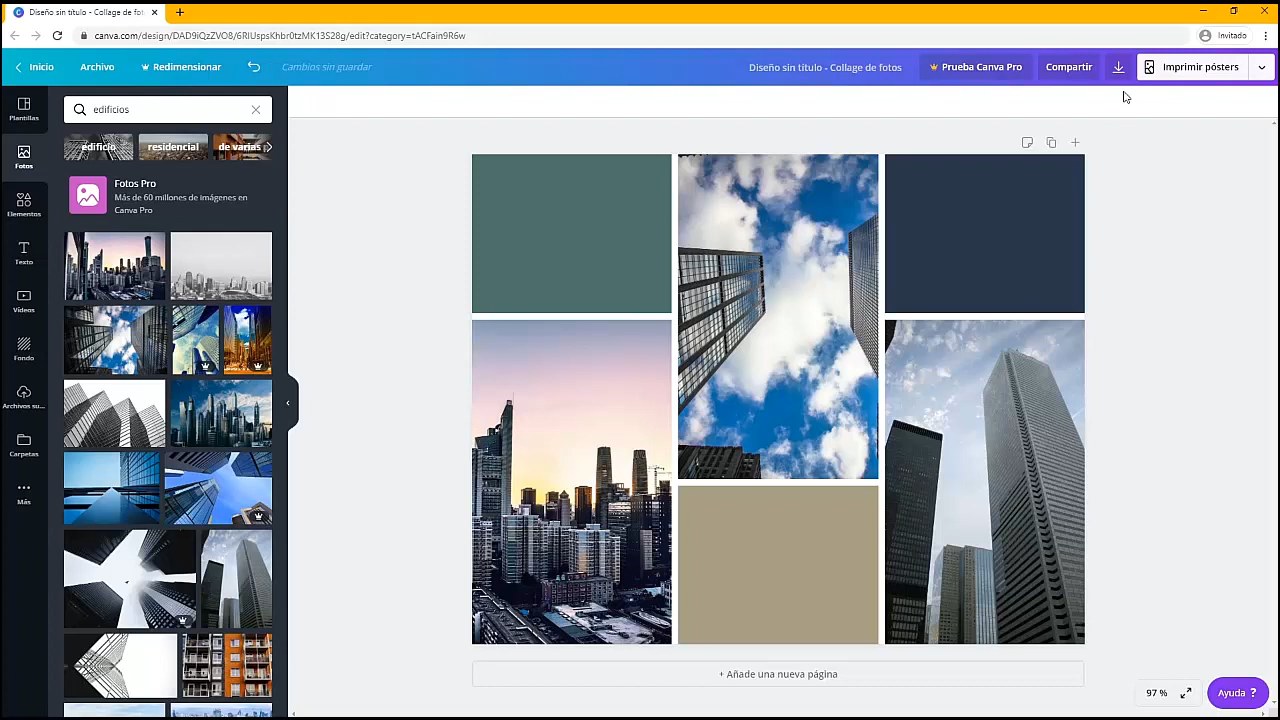 Diseño sin título - Collage de fot
canva.com/design/DAD9iQzZVO8/6RIUspsKhbr0tzMK13S28g/edit?category=tACFain9R6w
Invitado
Inicio
Archivo
Redimensionar
Cambios sin guardar
Diseño sin título - Collage de fotos
Prueba Canva Pro
Compartir
Imprimir pósters
Plantillas
Fotos
Elementos
Texto
Vídeos
Fondo
Archivos su...
Carpetas
Más
edificios
edificio
residencial
de varias
Fotos Pro
Más de 60 millones de imágenes en
Canva Pro
+ Añade una nueva página
97 %
Ayuda ?